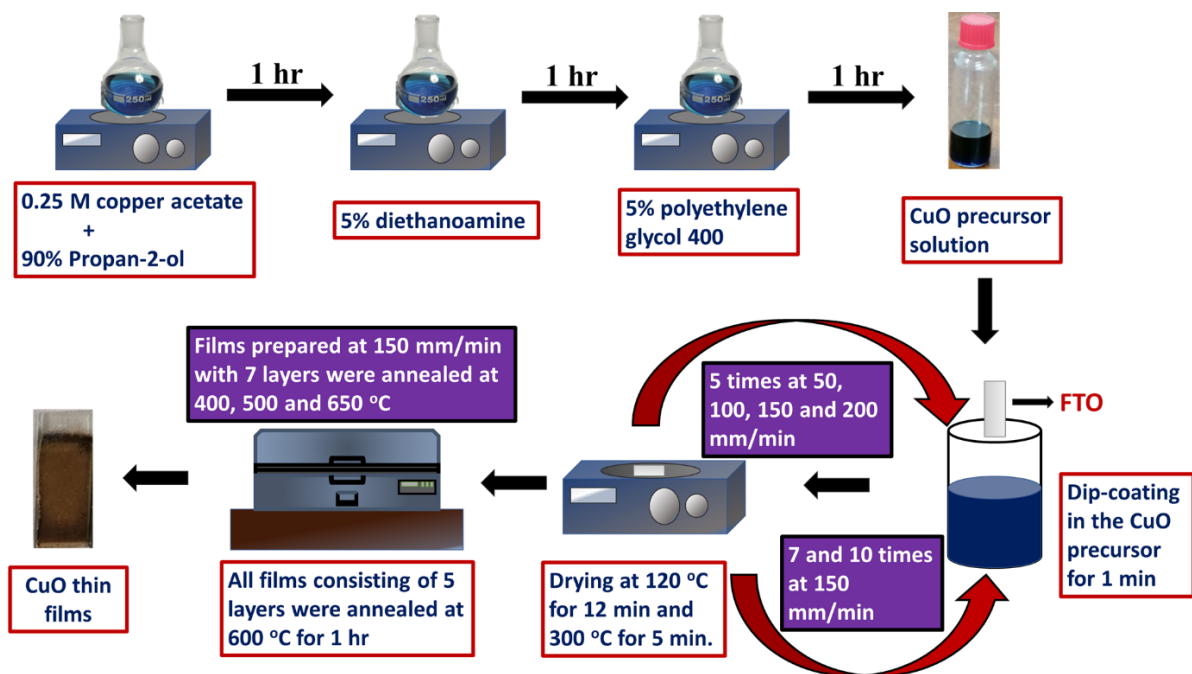 1 hr
1 hr
1 hr
250ml
250ml
250ml
0.25 M copper acetate
+
90% Propan-2-ol
5% diethanoamine
5% polyethylene
glycol 400
CuO precursor
solution
Films prepared at 150 mm/min
with 7 layers were annealed at
400, 500 and 650 °C
5 times at 50,
100, 150 and 200
mm/min
FTO
Dip-coating
in the CuO
precursor
for 1 min
7 and 10 times
at 150
mm/min
CuO thin
films
All films consisting of 5
layers were annealed at
600 °C for 1 hr
Drying at 120 °C
for 12 min and
300 °C for 5 min.